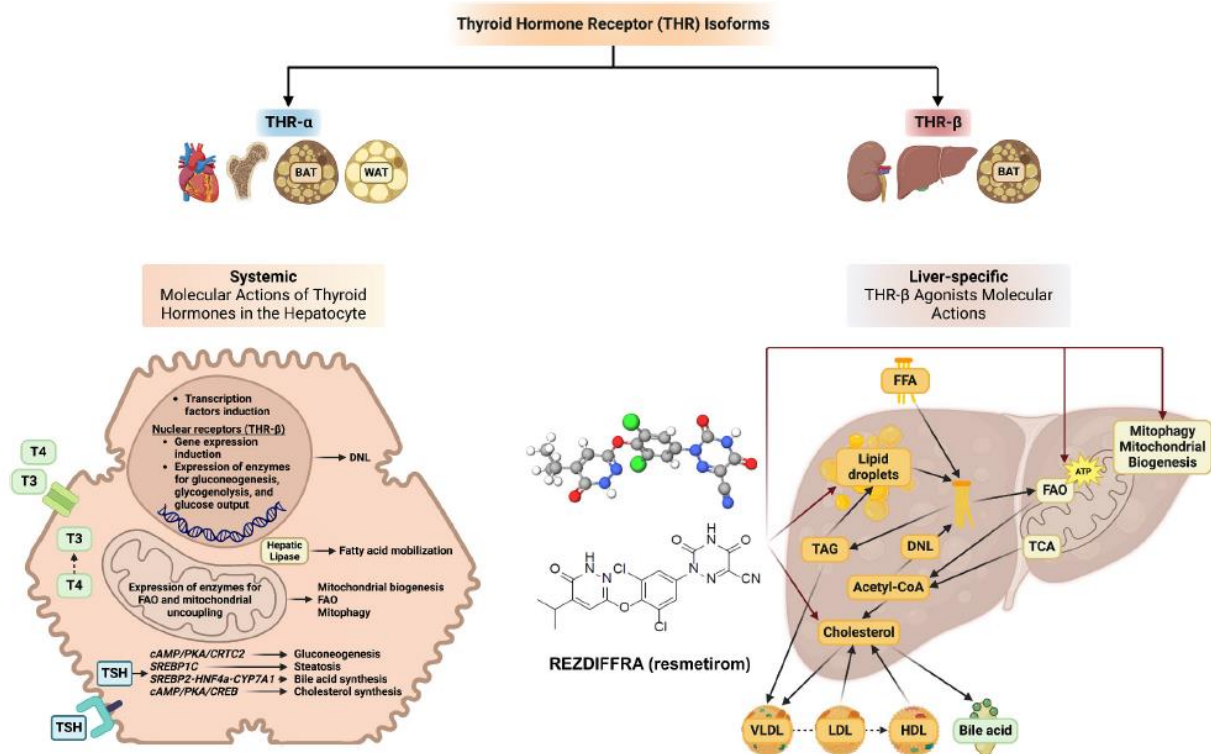 Thyroid Hormone Receptor (THR) Isoforms
THR-α
THR-β
BAT
WAT
BAT
Systemic
Molecular Actions of Thyroid
Hormones in the Hepatocyte
Liver-specific
THR-β Agonists Molecular
Actions
• Transcription
factors induction
Nuclear receptors (THR-β)
• Gene expression
induction
• Expression of enzymes
for gluconeogenesis,
glycogenolysis, and
glucose output
DNL
T4
T3
T3
T4
Hepatic
Lipase
Fatty acid mobilization
Expression of enzymes for
FAO and mitochondrial
uncoupling
Mitochondrial biogenesis
FAO
Mitophagy
TSH
cAMP/PKA/CRTC2
Gluconeogenesis
SREBP1C
Steatosis
SREBP2-HNF4a-CYP7A1
Bile acid synthesis
cAMP/PKA/CREB
Cholesterol synthesis
TSH
H
N
N
O
O
Cl
Cl
O
NH
O
N
N
CN
REZDIFFRA (resmetirom)
FFA
Lipid
droplets
Mitophagy
Mitochondrial
Biogenesis
ATP
FAO
TAG
DNL
TCA
Acetyl-CoA
Cholesterol
VLDL
LDL
HDL
Bile acid